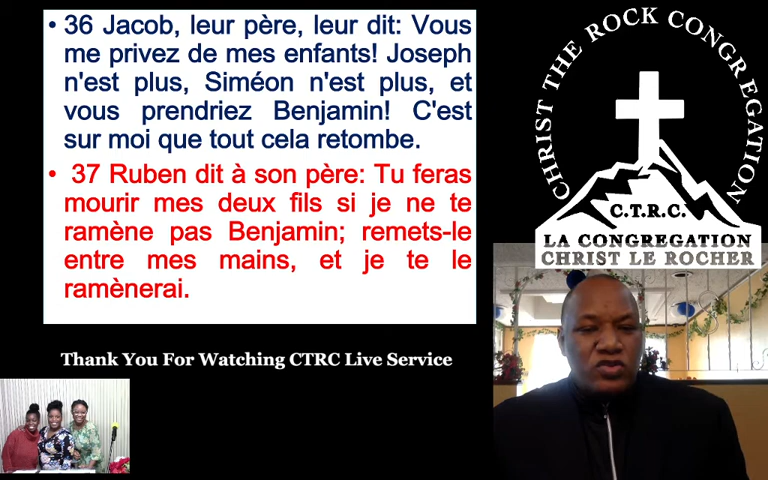 • 36 Jacob, leur père, leur dit: Vous
me privez de mes enfants! Joseph
n'est plus, Siméon n'est plus, et
vous prendriez Benjamin! C'est
sur moi que tout cela retombe.
• 37 Ruben dit à son père: Tu feras
mourir mes deux fils si je ne te
ramène pas Benjamin; remets-le
entre mes mains, et je te le
ramènerai.
Thank You For Watching CTRC Live Service
CHRIST THE ROCK CONGREGATION
C.T.R.C.
LA CONGREGATION
CHRIST LE ROCHER